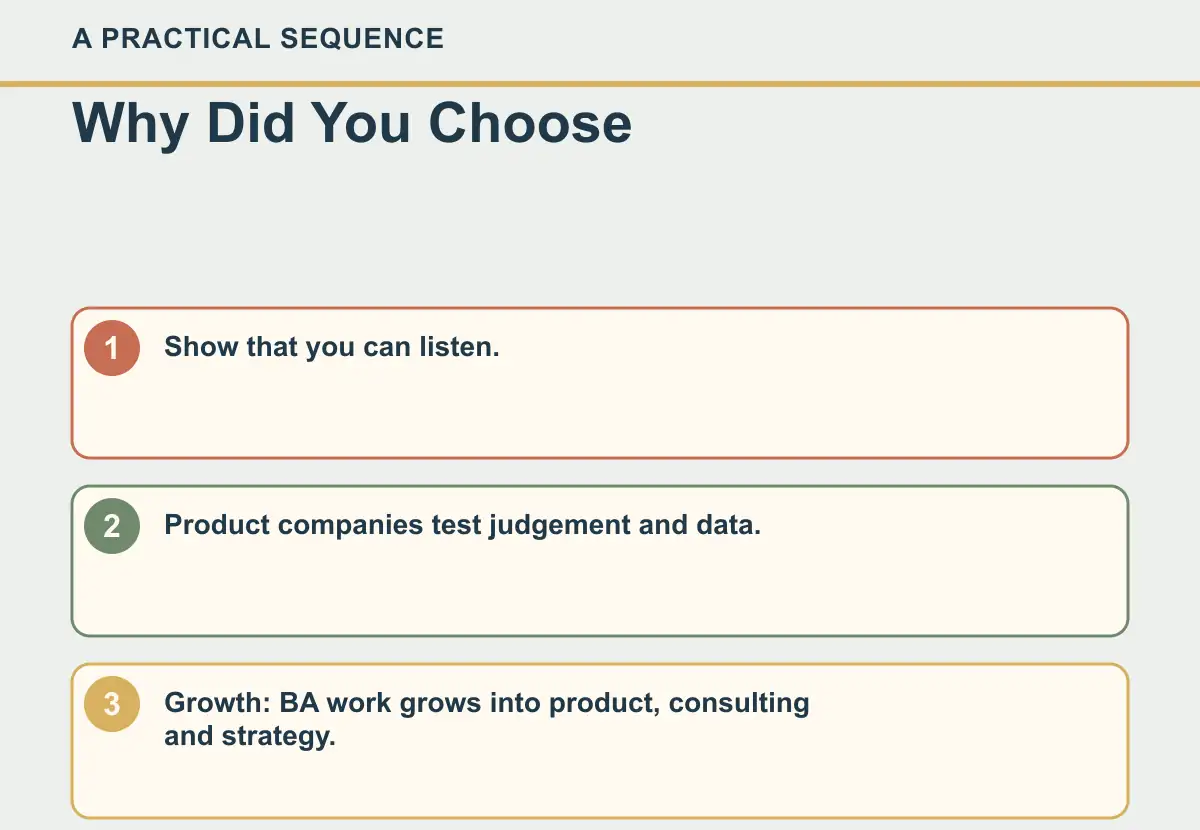 A PRACTICAL SEQUENCE
Why Did You Choose
1
Show that you can listen.
2
Product companies test judgement and data.
3
Growth: BA work grows into product, consulting
and strategy.